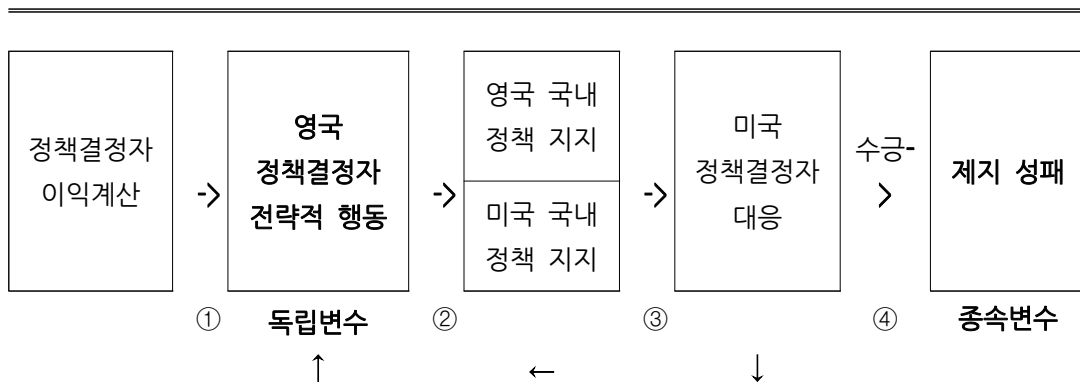 정책결정자
이익계산
->
영국
정책결정자
전략적 행동
->
영국 국내
정책 지지
미국 국내
정책 지지
->
미국
정책결정자
대응
수긍-
>
제지 성패
① 독립변수 ② ③ ④ 종속변수
↑ ← ↓